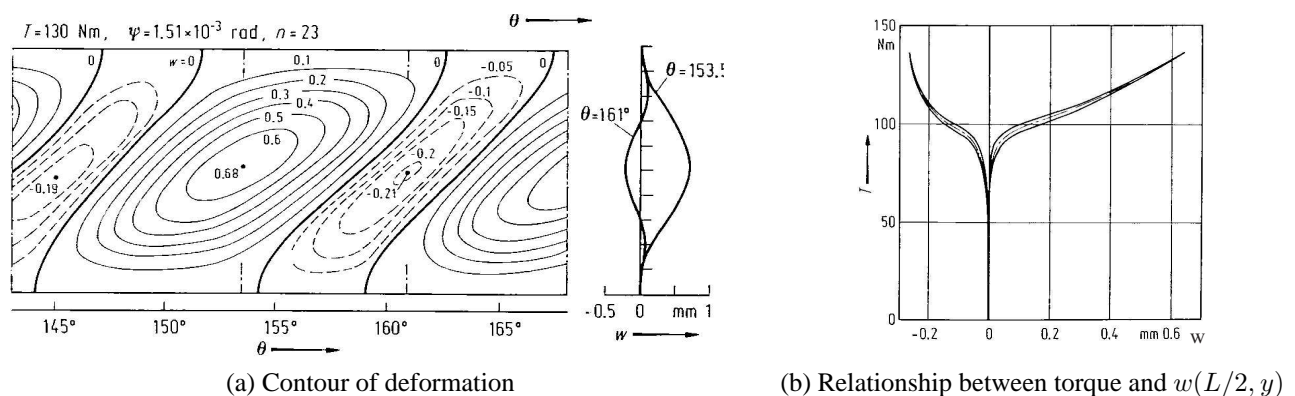 T=130 Nm, ψ=1.51×10⁻³ rad, n=23
θ
0 w=0 0.1 0 -0.05 0
0.2 -0.1
0.3 -0.15
0.4
0.5
0.6 -0.2
0.68
-0.19 -0.21
145° 150° 155° 160° 165°
θ
θ=153.5
θ=161°
-0.5 0 mm 1
w
150
Nm
100
T
50
0
-0.2 0 0.2 0.4 mm 0.6 w
(a) Contour of deformation
(b) Relationship between torque and w(L/2, y)